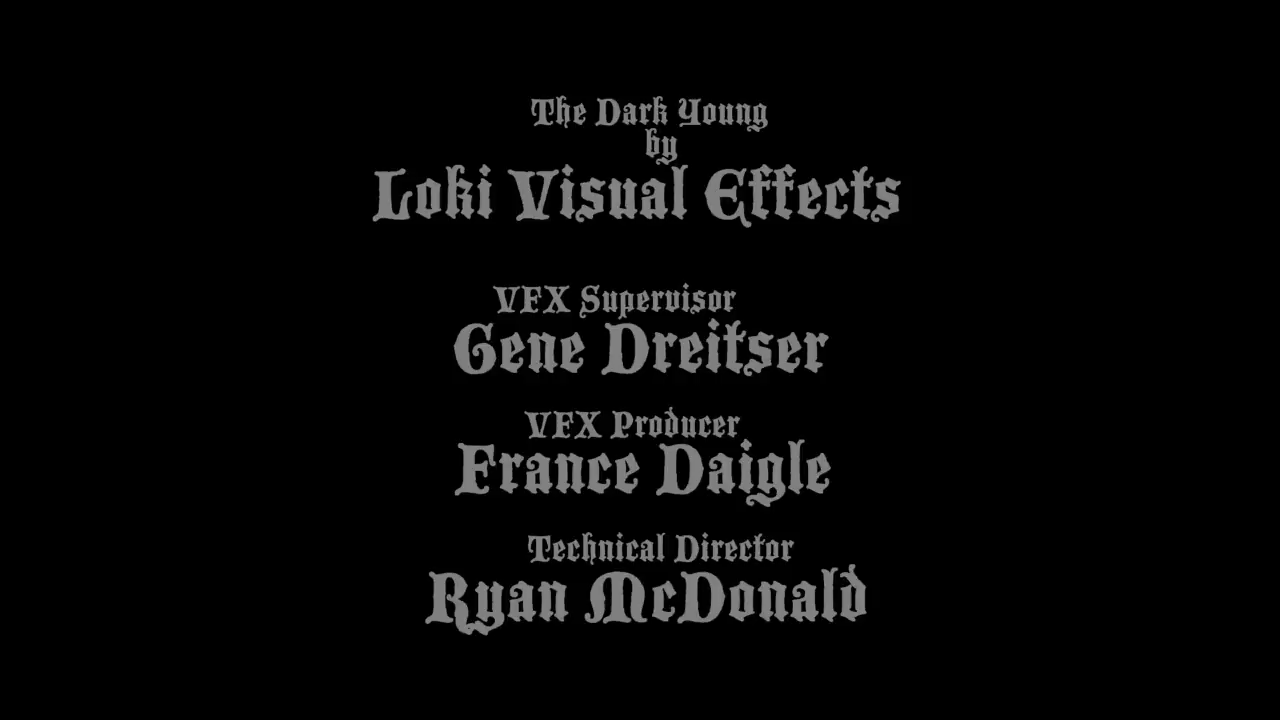 The Dark Young
by
Loki Visual Effects
VFX Supervisor
Gene Dreitser
VFX Producer
France Daigle
Technical Director
Ryan McDonald